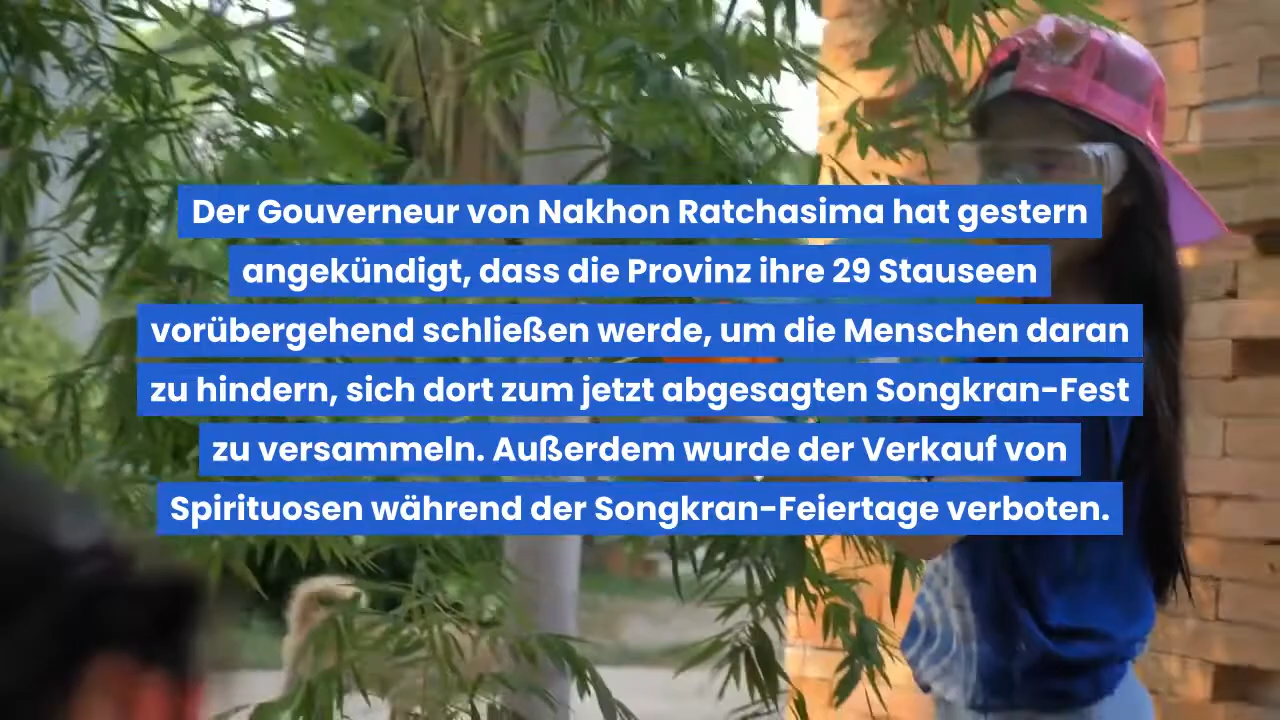 Der Gouverneur von Nakhon Ratchasima hat gestern
angekündigt, dass die Provinz ihre 29 Stauseen
vorübergehend schließen werde, um die Menschen daran
zu hindern, sich dort zum jetzt abgesagten Songkran-Fest
zu versammeln. Außerdem wurde der Verkauf von
Spirituosen während der Songkran-Feiertage verboten.